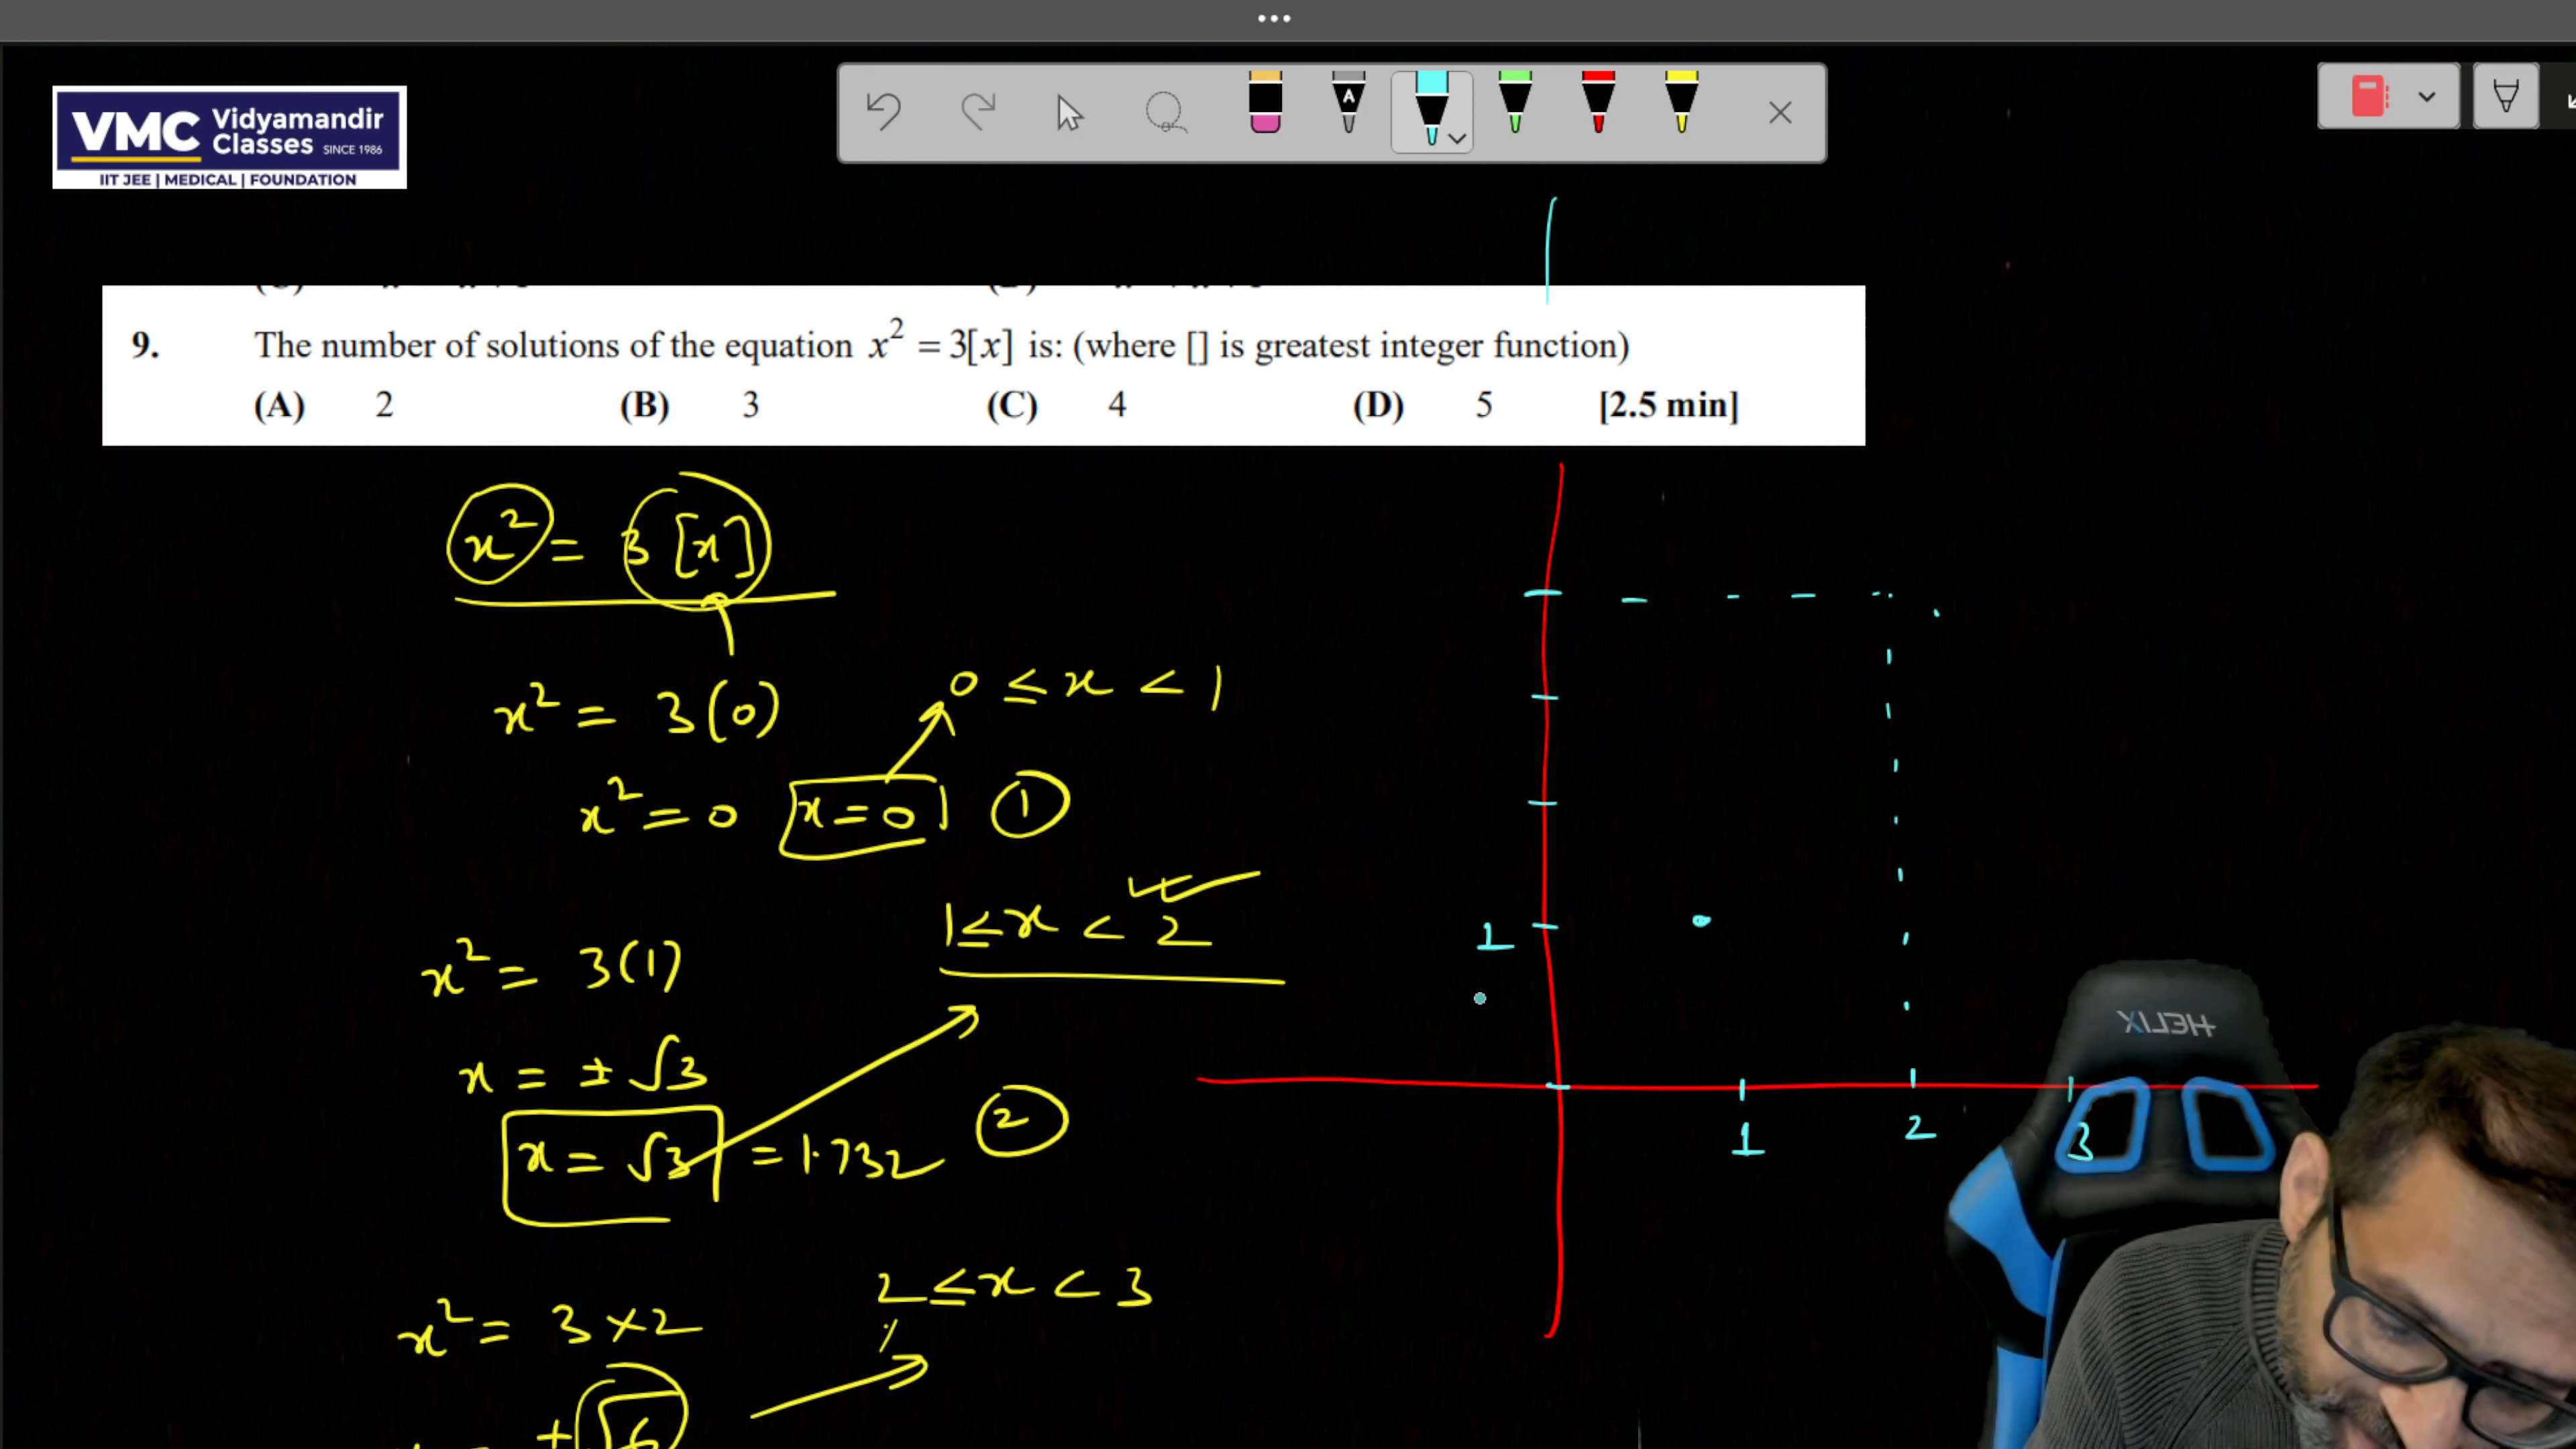 VMC Vidyamandir Classes SINCE 1986
IIT JEE | MEDICAL | FOUNDATION
A
9. The number of solutions of the equation x² = 3[x] is: (where [] is greatest integer function)
(A) 2 (B) 3 (C) 4 (D) 5 [2.5 min]
x² = 3[x]
x² = 3(0) 0 ≤ x < 1
x² = 0 x = 0 ①
x² = 3(1) 1 ≤ x < 2
x = ± √3
x = √3 = 1.732 ②
x² = 3 × 2 2 ≤ x < 3
± √6
1
1 2 3
HELIX